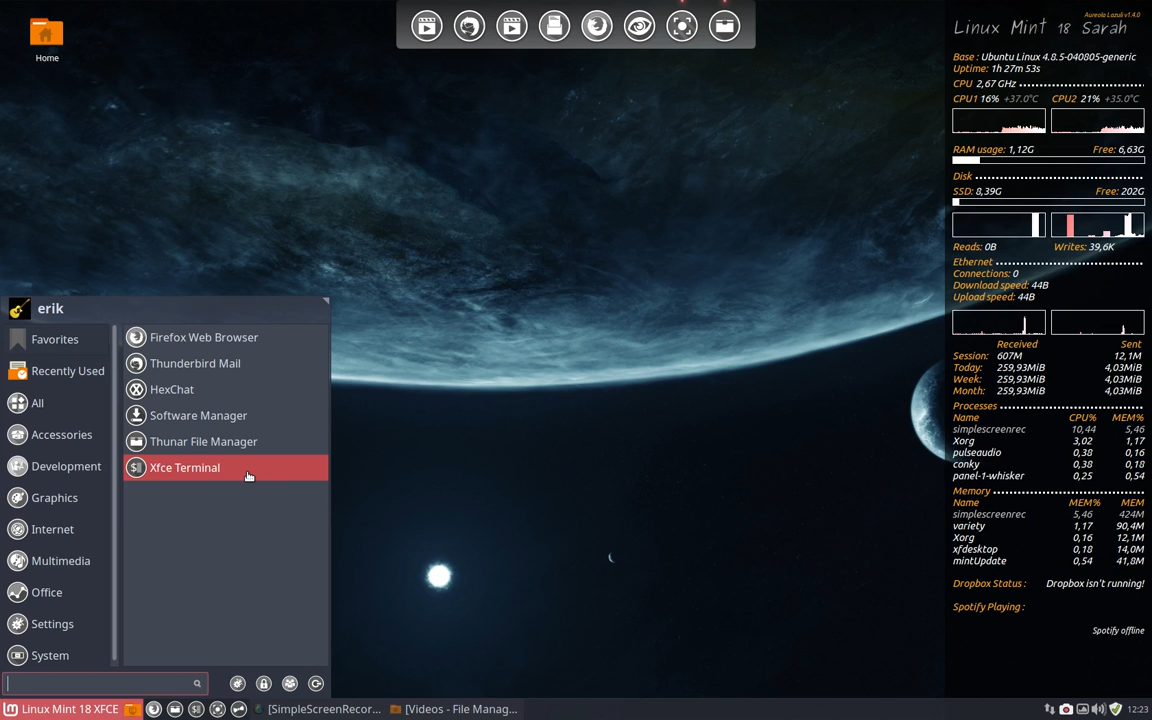 Home
Aureola Lazuli v1.4.0
Linux Mint 18 Sarah
Base : Ubuntu Linux 4.8.5-040805-generic
Uptime: 1h 27m 53s
CPU 2,67 GHz
CPU1 16% +37.0°C CPU2 21% +35.0°C
RAM usage: 1,12G Free: 6,63G
Disk
SSD: 8,39G Free: 202G
Reads: 0B Writes: 39,6K
Ethernet
Connections: 0
Download speed: 44B
Upload speed: 44B
Received Sent
Session: 607M 12,1M
Today: 259,93MiB 4,03MiB
Week: 259,93MiB 4,03MiB
Month: 259,93MiB 4,03MiB
Processes
Name CPU% MEM%
simplescreenrec 10,44 5,46
Xorg 3,02 1,17
pulseaudio 0,38 0,16
conky 0,38 0,18
panel-1-whisker 0,25 0,54
Memory
Name MEM% MEM
simplescreenrec 5,46 424M
variety 1,17 90,4M
Xorg 0,16 12,1M
xfdesktop 0,18 14,0M
mintUpdate 0,54 41,8M
Dropbox Status : Dropbox isn't running!
Spotify Playing :
Spotify offline
erik
Favorites
Recently Used
All
Accessories
Development
Graphics
Internet
Multimedia
Office
Settings
System
Firefox Web Browser
Thunderbird Mail
HexChat
Software Manager
Thunar File Manager
Xfce Terminal
Linux Mint 18 XFCE
[SimpleScreenRecor...
[Videos - File Manag...
12:23